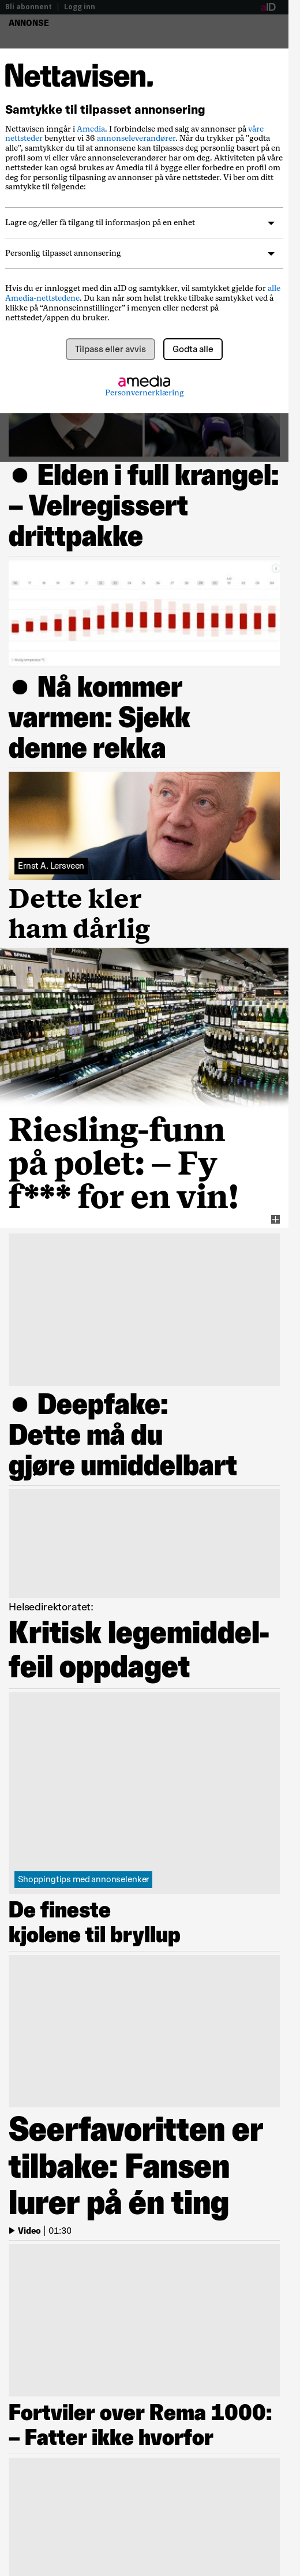 Bli abonnent | Logg inn
aID
ANNONSE
Nettavisen.
Samtykke til tilpasset annonsering
Nettavisen inngår i Amedia. I forbindelse med salg av annonser på våre
nettsteder benytter vi 36 annonseleverandører. Når du trykker på "godta
alle", samtykker du til at annonsene kan tilpasses deg personlig basert på en
profil som vi eller våre annonseleverandører har om deg. Aktiviteten på våre
nettsteder kan også brukes av Amedia til å bygge eller forbedre en profil om
deg for personlig tilpasning av annonser på våre nettsteder. Vi ber om ditt
samtykke til følgende:
Lagre og/eller få tilgang til informasjon på en enhet
Personlig tilpasset annonsering
Hvis du er innlogget med din aID og samtykker, vil samtykket gjelde for alle
Amedia-nettstedene. Du kan når som helst trekke tilbake samtykket ved å
klikke på “Annonseinnstillinger” i menyen eller nederst på
nettstedet/appen du bruker.
Tilpass eller avvis
Godta alle
amedia
Personvernerklæring
● Elden i full krangel:
– Velregissert
drittpakke
● Nå kommer
varmen: Sjekk
denne rekka
Ernst A. Lersveen
Dette kler
ham dårlig
Riesling-funn
på polet: – Fy
f*** for en vin!
● Deepfake:
Dette må du
gjøre umiddelbart
Helsedirektoratet:
Kritisk legemiddel-
feil oppdaget
Shoppingtips med annonselenker
De fineste
kjolene til bryllup
Seerfavoritten er
tilbake: Fansen
lurer på én ting
Video | 01:30
Fortviler over Rema 1000:
– Fatter ikke hvorfor